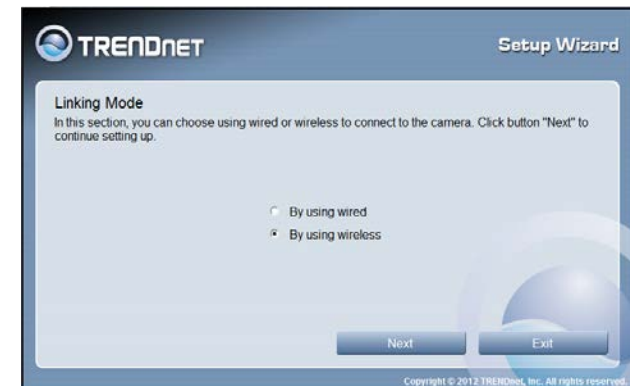 TRENDNET
Setup Wizard
Linking Mode
In this section, you can choose using wired or wireless to connect to the camera. Click button "Next" to
continue setting up.
By using wired
By using wireless
Next
Exit
Copyright © 2012 TRENDnet, Inc. All rights reserved.